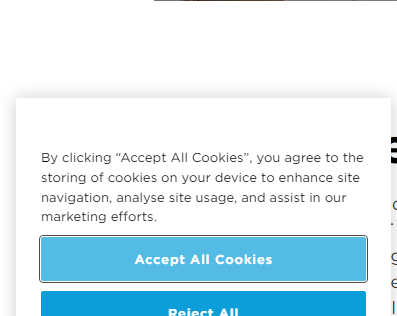 By clicking “Accept All Cookies”, you agree to the
storing of cookies on your device to enhance site
navigation, analyse site usage, and assist in our
marketing efforts.
Accept All Cookies
Reject All